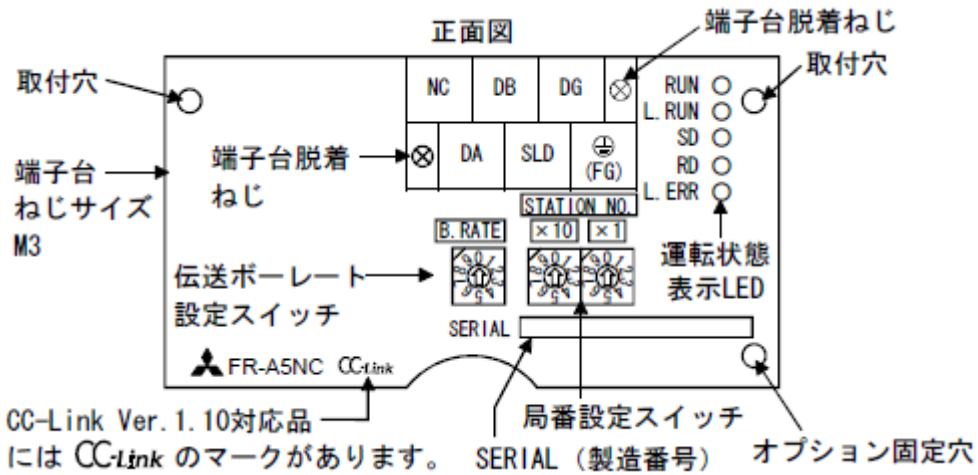 正面図
端子台脱着ねじ
取付穴
取付穴
NC DB DG
RUN
L.RUN
SD
RD
L.ERR
DA SLD (FG)
端子台脱着
ねじ
端子台
ねじサイズ
M3
STATION NO.
B.RATE ×10 ×1
運転状態
表示LED
伝送ボーレート
設定スイッチ
SERIAL
FR-A5NC CC-Link
CC-Link Ver.1.10対応品
には CC-Link のマークがあります。
局番設定スイッチ
SERIAL (製造番号)
オプション固定穴